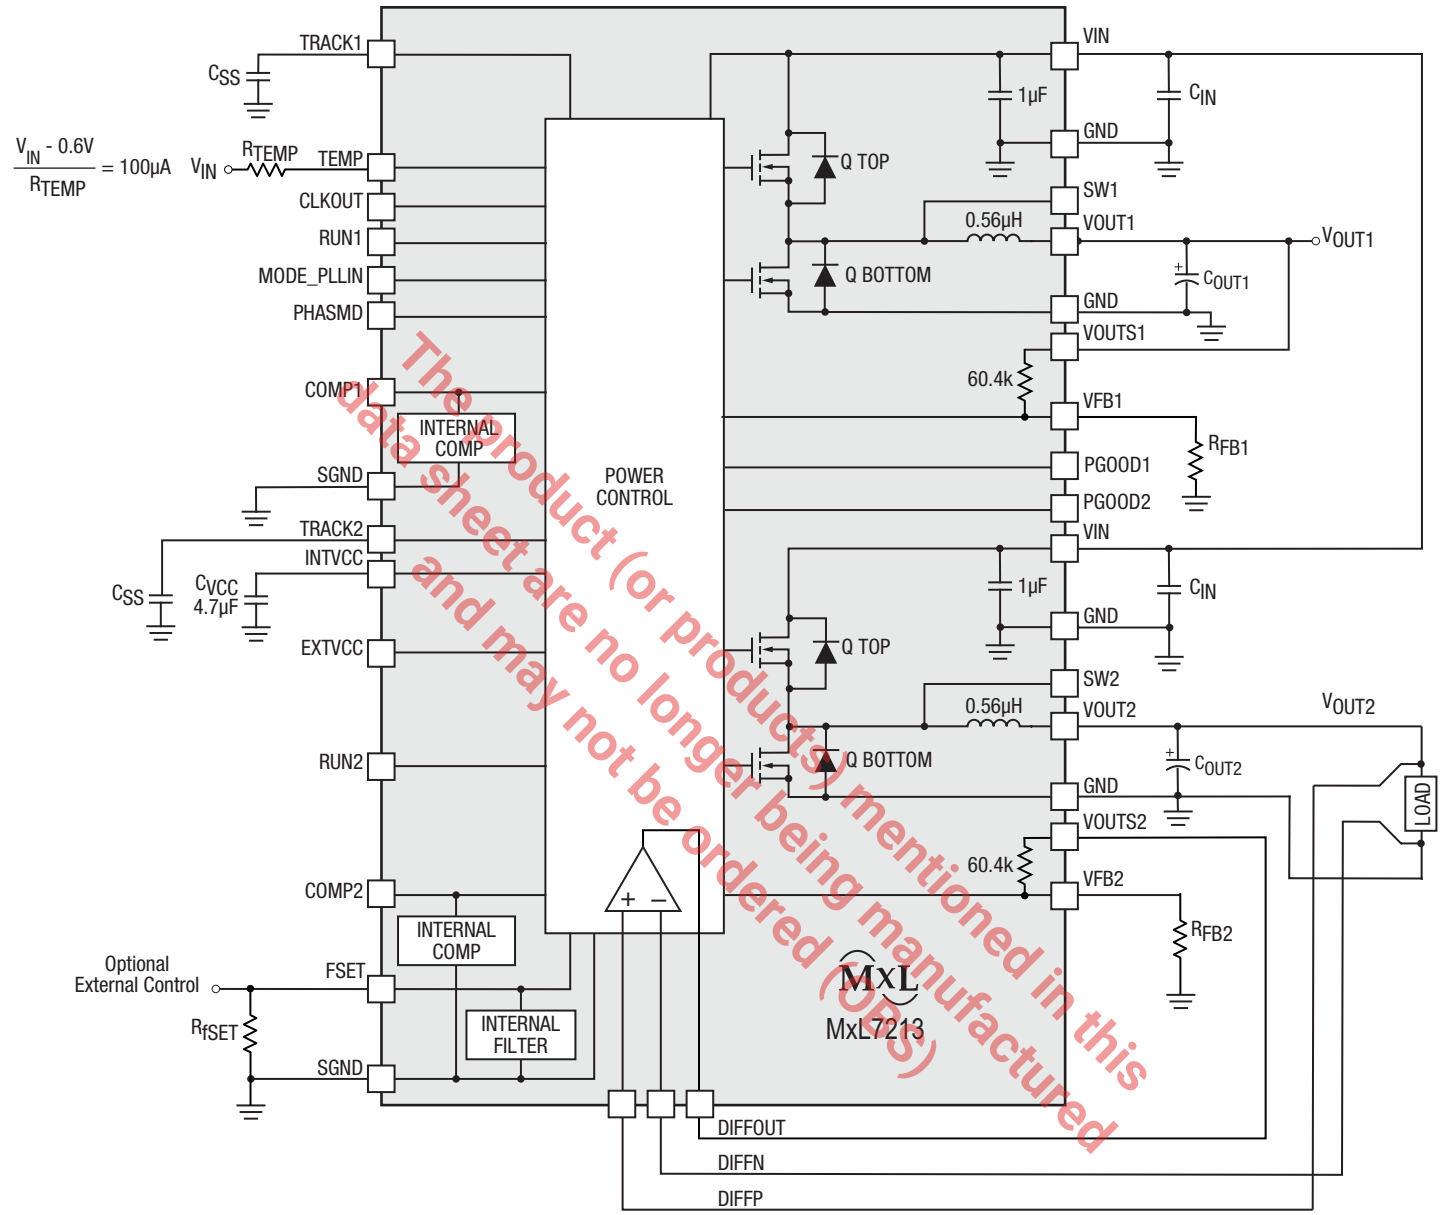 TRACK1
CSS
VIN - 0.6V
RTEMP
= 100µA
VIN
RTEMP
TEMP
CLKOUT
RUN1
MODE_PLLIN
PHASMD
COMP1
INTERNAL
COMP
SGND
TRACK2
INTVCC
CSS
CVCC
4.7µF
EXTVCC
RUN2
COMP2
INTERNAL
COMP
Optional
External Control
FSET
RfSET
INTERNAL
FILTER
SGND
POWER
CONTROL
+ −
VIN
1µF
CIN
GND
Q TOP
SW1
0.56µH
VOUT1
VOUT1
Q BOTTOM
+
COUT1
GND
VOUTS1
60.4k
VFB1
RFB1
PGOOD1
PGOOD2
VIN
1µF
CIN
GND
Q TOP
SW2
0.56µH
VOUT2
VOUT2
Q BOTTOM
+
COUT2
GND
LOAD
VOUTS2
60.4k
VFB2
RFB2
MXL
MxL7213
DIFFOUT
DIFFN
DIFFP
The product (or products) mentioned in this
data sheet are no longer being manufactured
and may not be ordered (OBS)